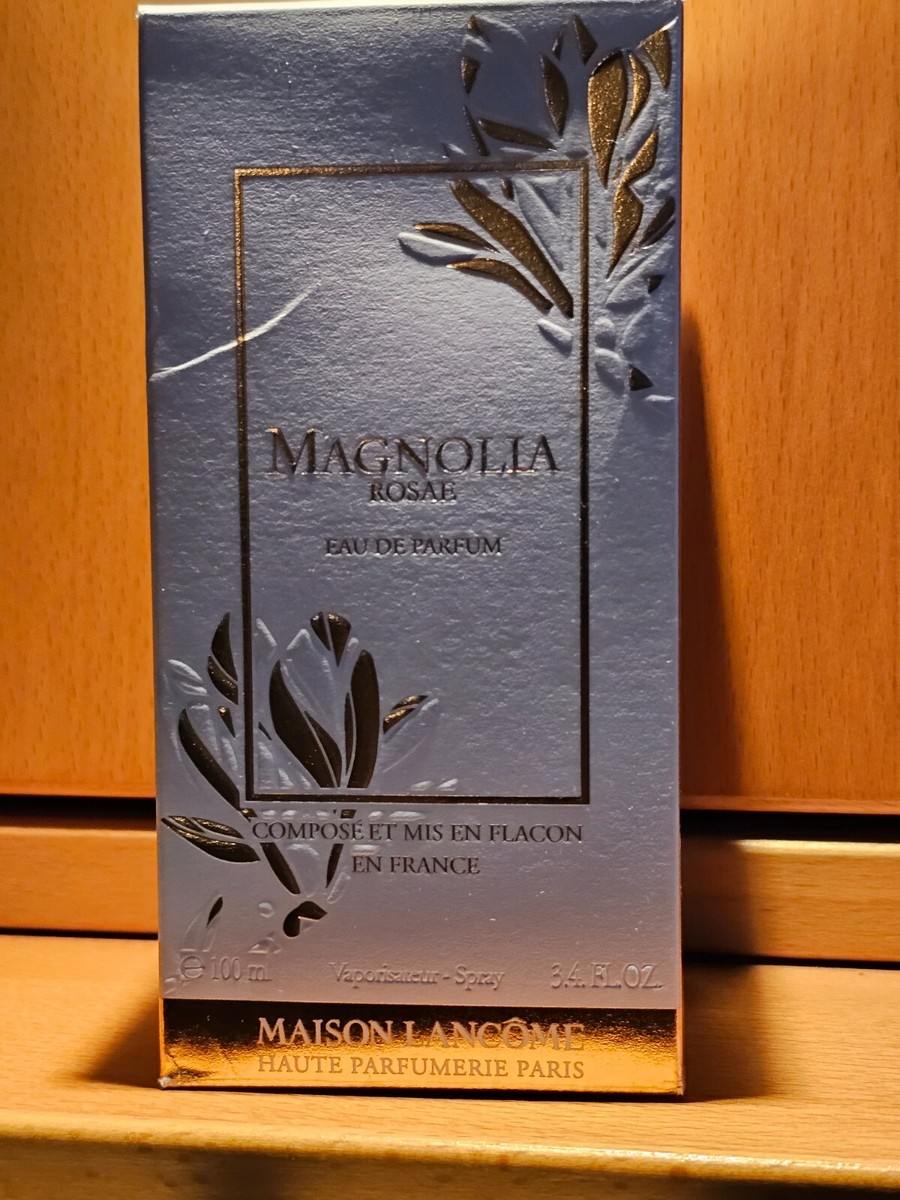 MAGNOLIA
ROSAE
EAU DE PARFUM
COMPOSÉ ET MIS EN FLACON
EN FRANCE
℮ 100 ml Vaporisateur - Spray 3.4. FL.OZ.
MAISON LANCÔME
HAUTE PARFUMERIE PARIS